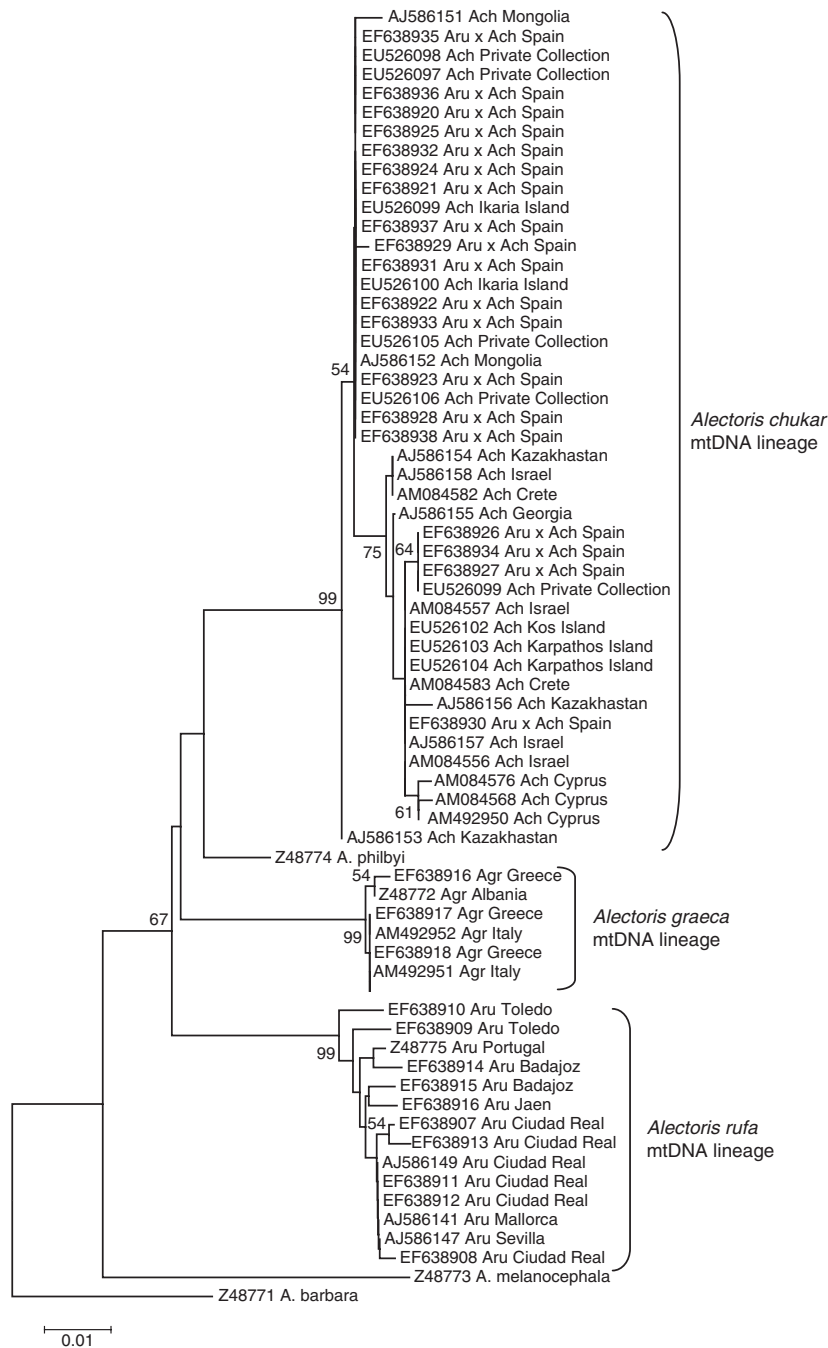 AJ586151 Ach Mongolia
EF638935 Aru x Ach Spain
EU526098 Ach Private Collection
EU526097 Ach Private Collection
EF638936 Aru x Ach Spain
EF638920 Aru x Ach Spain
EF638925 Aru x Ach Spain
EF638932 Aru x Ach Spain
EF638924 Aru x Ach Spain
EF638921 Aru x Ach Spain
EU526099 Ach Ikaria Island
EF638937 Aru x Ach Spain
EF638929 Aru x Ach Spain
EF638931 Aru x Ach Spain
EU526100 Ach Ikaria Island
EF638922 Aru x Ach Spain
EF638933 Aru x Ach Spain
EU526105 Ach Private Collection
AJ586152 Ach Mongolia
54
EF638923 Aru x Ach Spain
EU526106 Ach Private Collection
EF638928 Aru x Ach Spain
EF638938 Aru x Ach Spain
Alectoris chukar
mtDNA lineage
AJ586154 Ach Kazakhastan
AJ586158 Ach Israel
AM084582 Ach Crete
AJ586155 Ach Georgia
EF638926 Aru x Ach Spain
75
64
EF638934 Aru x Ach Spain
EF638927 Aru x Ach Spain
EU526099 Ach Private Collection
99
AM084557 Ach Israel
EU526102 Ach Kos Island
EU526103 Ach Karpathos Island
EU526104 Ach Karpathos Island
AM084583 Ach Crete
AJ586156 Ach Kazakhastan
EF638930 Aru x Ach Spain
AJ586157 Ach Israel
AM084556 Ach Israel
AM084576 Ach Cyprus
AM084568 Ach Cyprus
61
AM492950 Ach Cyprus
AJ586153 Ach Kazakhastan
Z48774 A. philbyi
54
EF638916 Agr Greece
Z48772 Agr Albania
EF638917 Agr Greece
67
99
AM492952 Agr Italy
EF638918 Agr Greece
AM492951 Agr Italy
Alectoris graeca
mtDNA lineage
EF638910 Aru Toledo
EF638909 Aru Toledo
99
Z48775 Aru Portugal
EF638914 Aru Badajoz
EF638915 Aru Badajoz
EF638916 Aru Jaen
54
EF638907 Aru Ciudad Real
EF638913 Aru Ciudad Real
AJ586149 Aru Ciudad Real
EF638911 Aru Ciudad Real
EF638912 Aru Ciudad Real
AJ586141 Aru Mallorca
AJ586147 Aru Sevilla
EF638908 Aru Ciudad Real
Alectoris rufa
mtDNA lineage
Z48773 A. melanocephala
Z48771 A. barbara
0.01